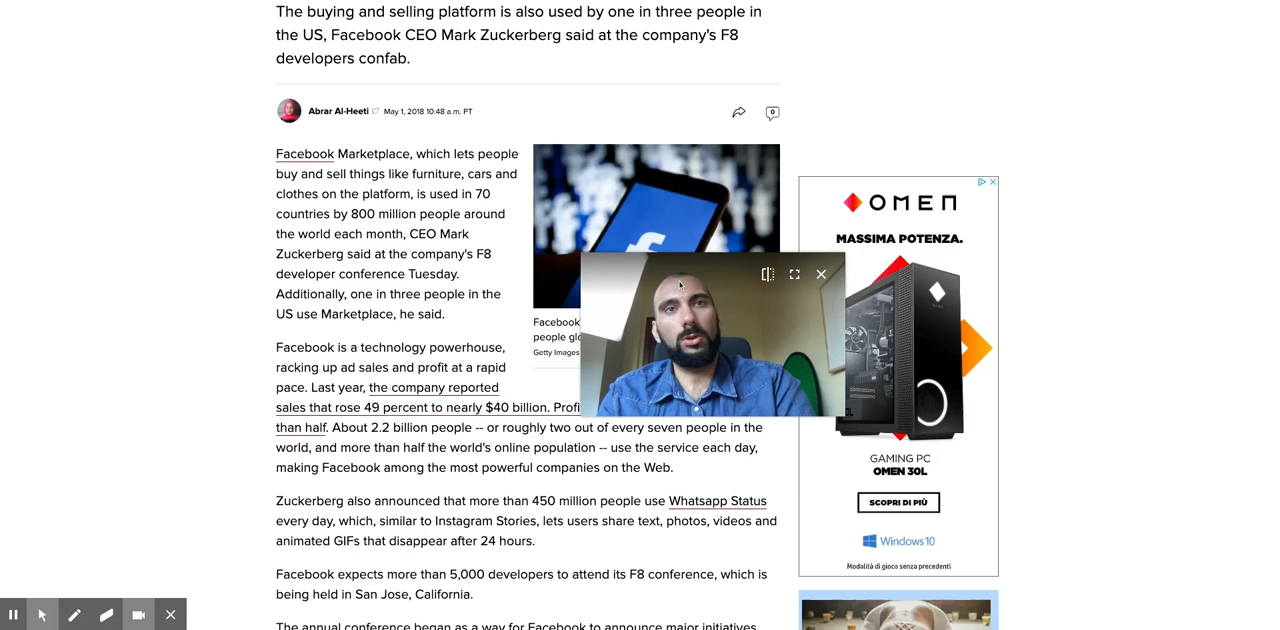 The buying and selling platform is also used by one in three people in
the US, Facebook CEO Mark Zuckerberg said at the company's F8
developers confab.
Abrar Al-Heeti May 1, 2018 10:48 a.m. PT
0
Facebook Marketplace, which lets people
buy and sell things like furniture, cars and
clothes on the platform, is used in 70
countries by 800 million people around
the world each month, CEO Mark
Zuckerberg said at the company's F8
developer conference Tuesday.
Additionally, one in three people in the
US use Marketplace, he said.
Facebook
people
Getty Images
Facebook is a technology powerhouse,
racking up ad sales and profit at a rapid
pace. Last year, the company reported
sales that rose 49 percent to nearly $40 billion.
than half. About 2.2 billion people -- or roughly two out of every seven people in the
world, and more than half the world's online population -- use the service each day,
making Facebook among the most powerful companies on the Web.
Zuckerberg also announced that more than 450 million people use Whatsapp Status
every day, which, similar to Instagram Stories, lets users share text, photos, videos and
animated GIFs that disappear after 24 hours.
Facebook expects more than 5,000 developers to attend its F8 conference, which is
being held in San Jose, California.
The annual conference began as a way for Facebook to announce major initiatives
OMEN
MASSIMA POTENZA.
GAMING PC
OMEN 30L
SCOPRI DI PIÙ
Windows 10
Modalità di gioco senza precedenti